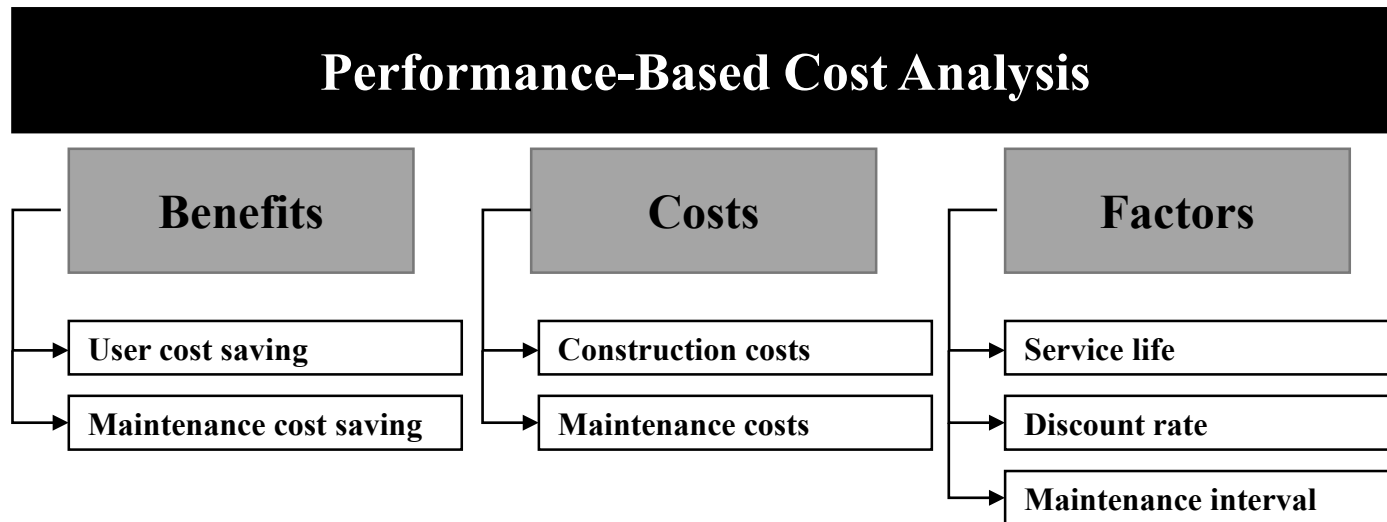 Performance-Based Cost Analysis
Benefits
User cost saving
Maintenance cost saving
Costs
Construction costs
Maintenance costs
Factors
Service life
Discount rate
Maintenance interval